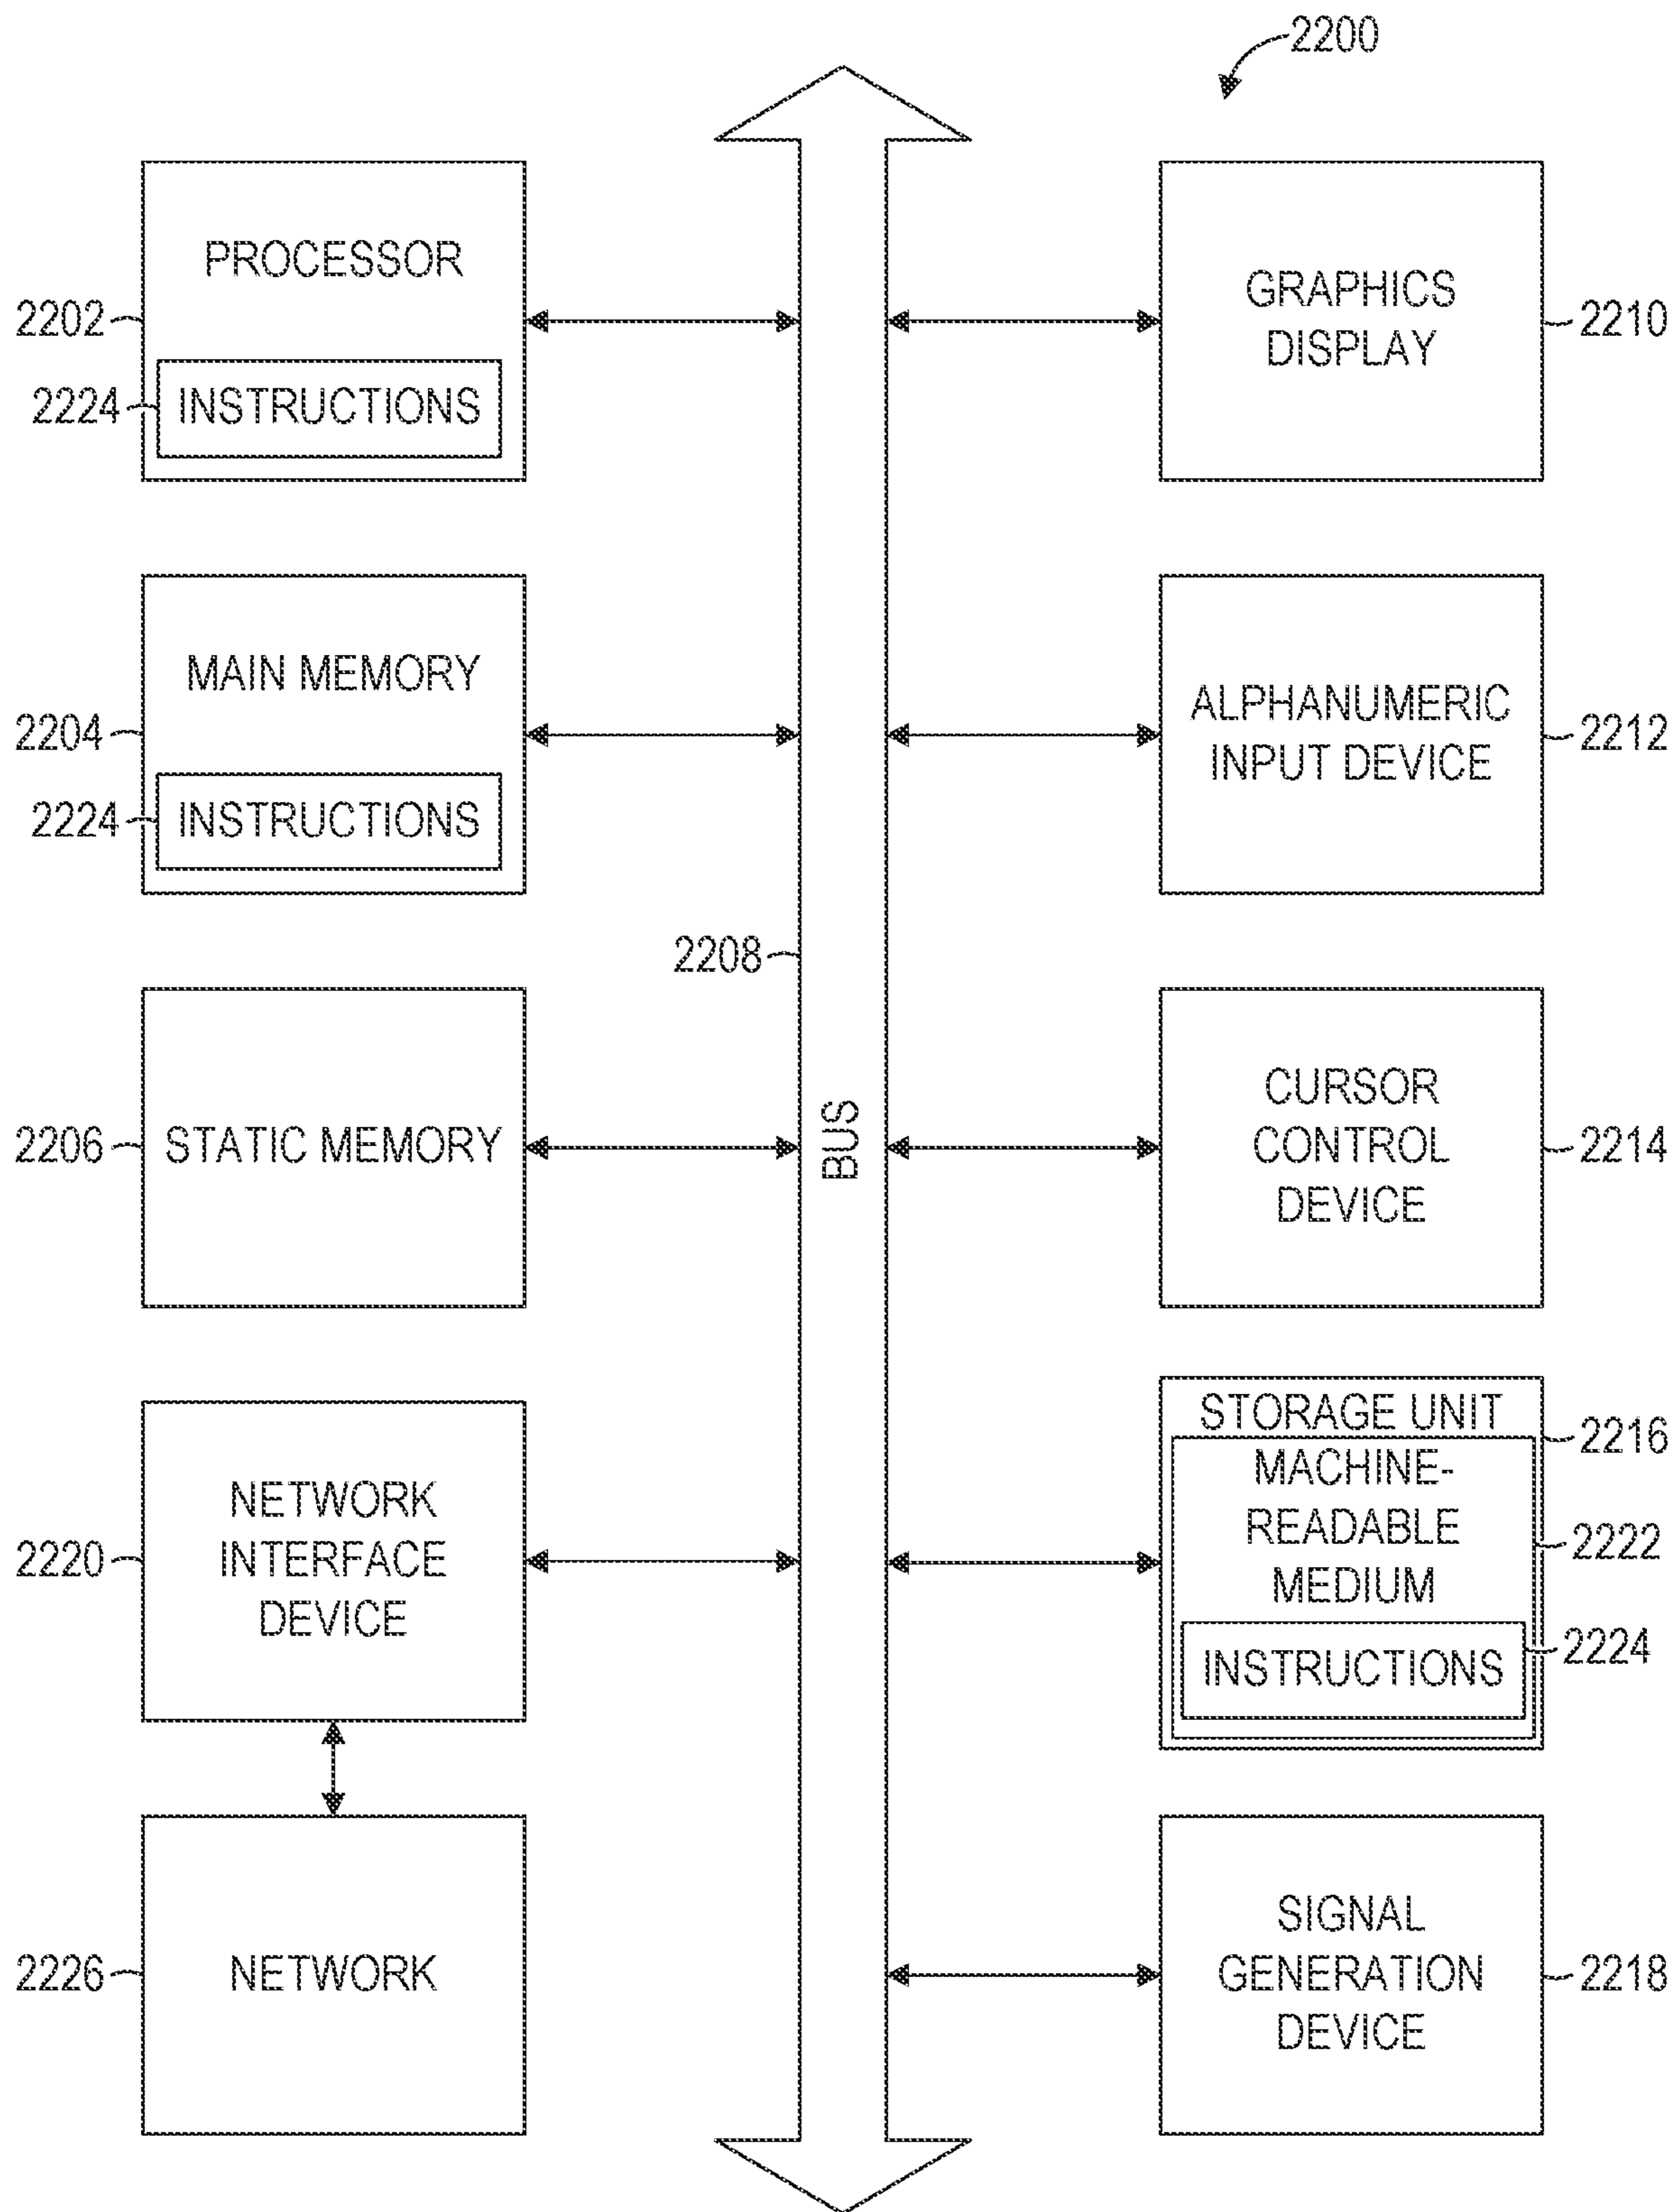 2200
PROCESSOR
2202
2224
INSTRUCTIONS
GRAPHICS
DISPLAY
2210
MAIN MEMORY
2204
2224
INSTRUCTIONS
ALPHANUMERIC
INPUT DEVICE
2212
2208
BUS
2206
STATIC MEMORY
CURSOR
CONTROL
DEVICE
2214
NETWORK
INTERFACE
DEVICE
2220
STORAGE UNIT
2216
MACHINE-
READABLE
MEDIUM
2222
INSTRUCTIONS
2224
2226
NETWORK
SIGNAL
GENERATION
DEVICE
2218